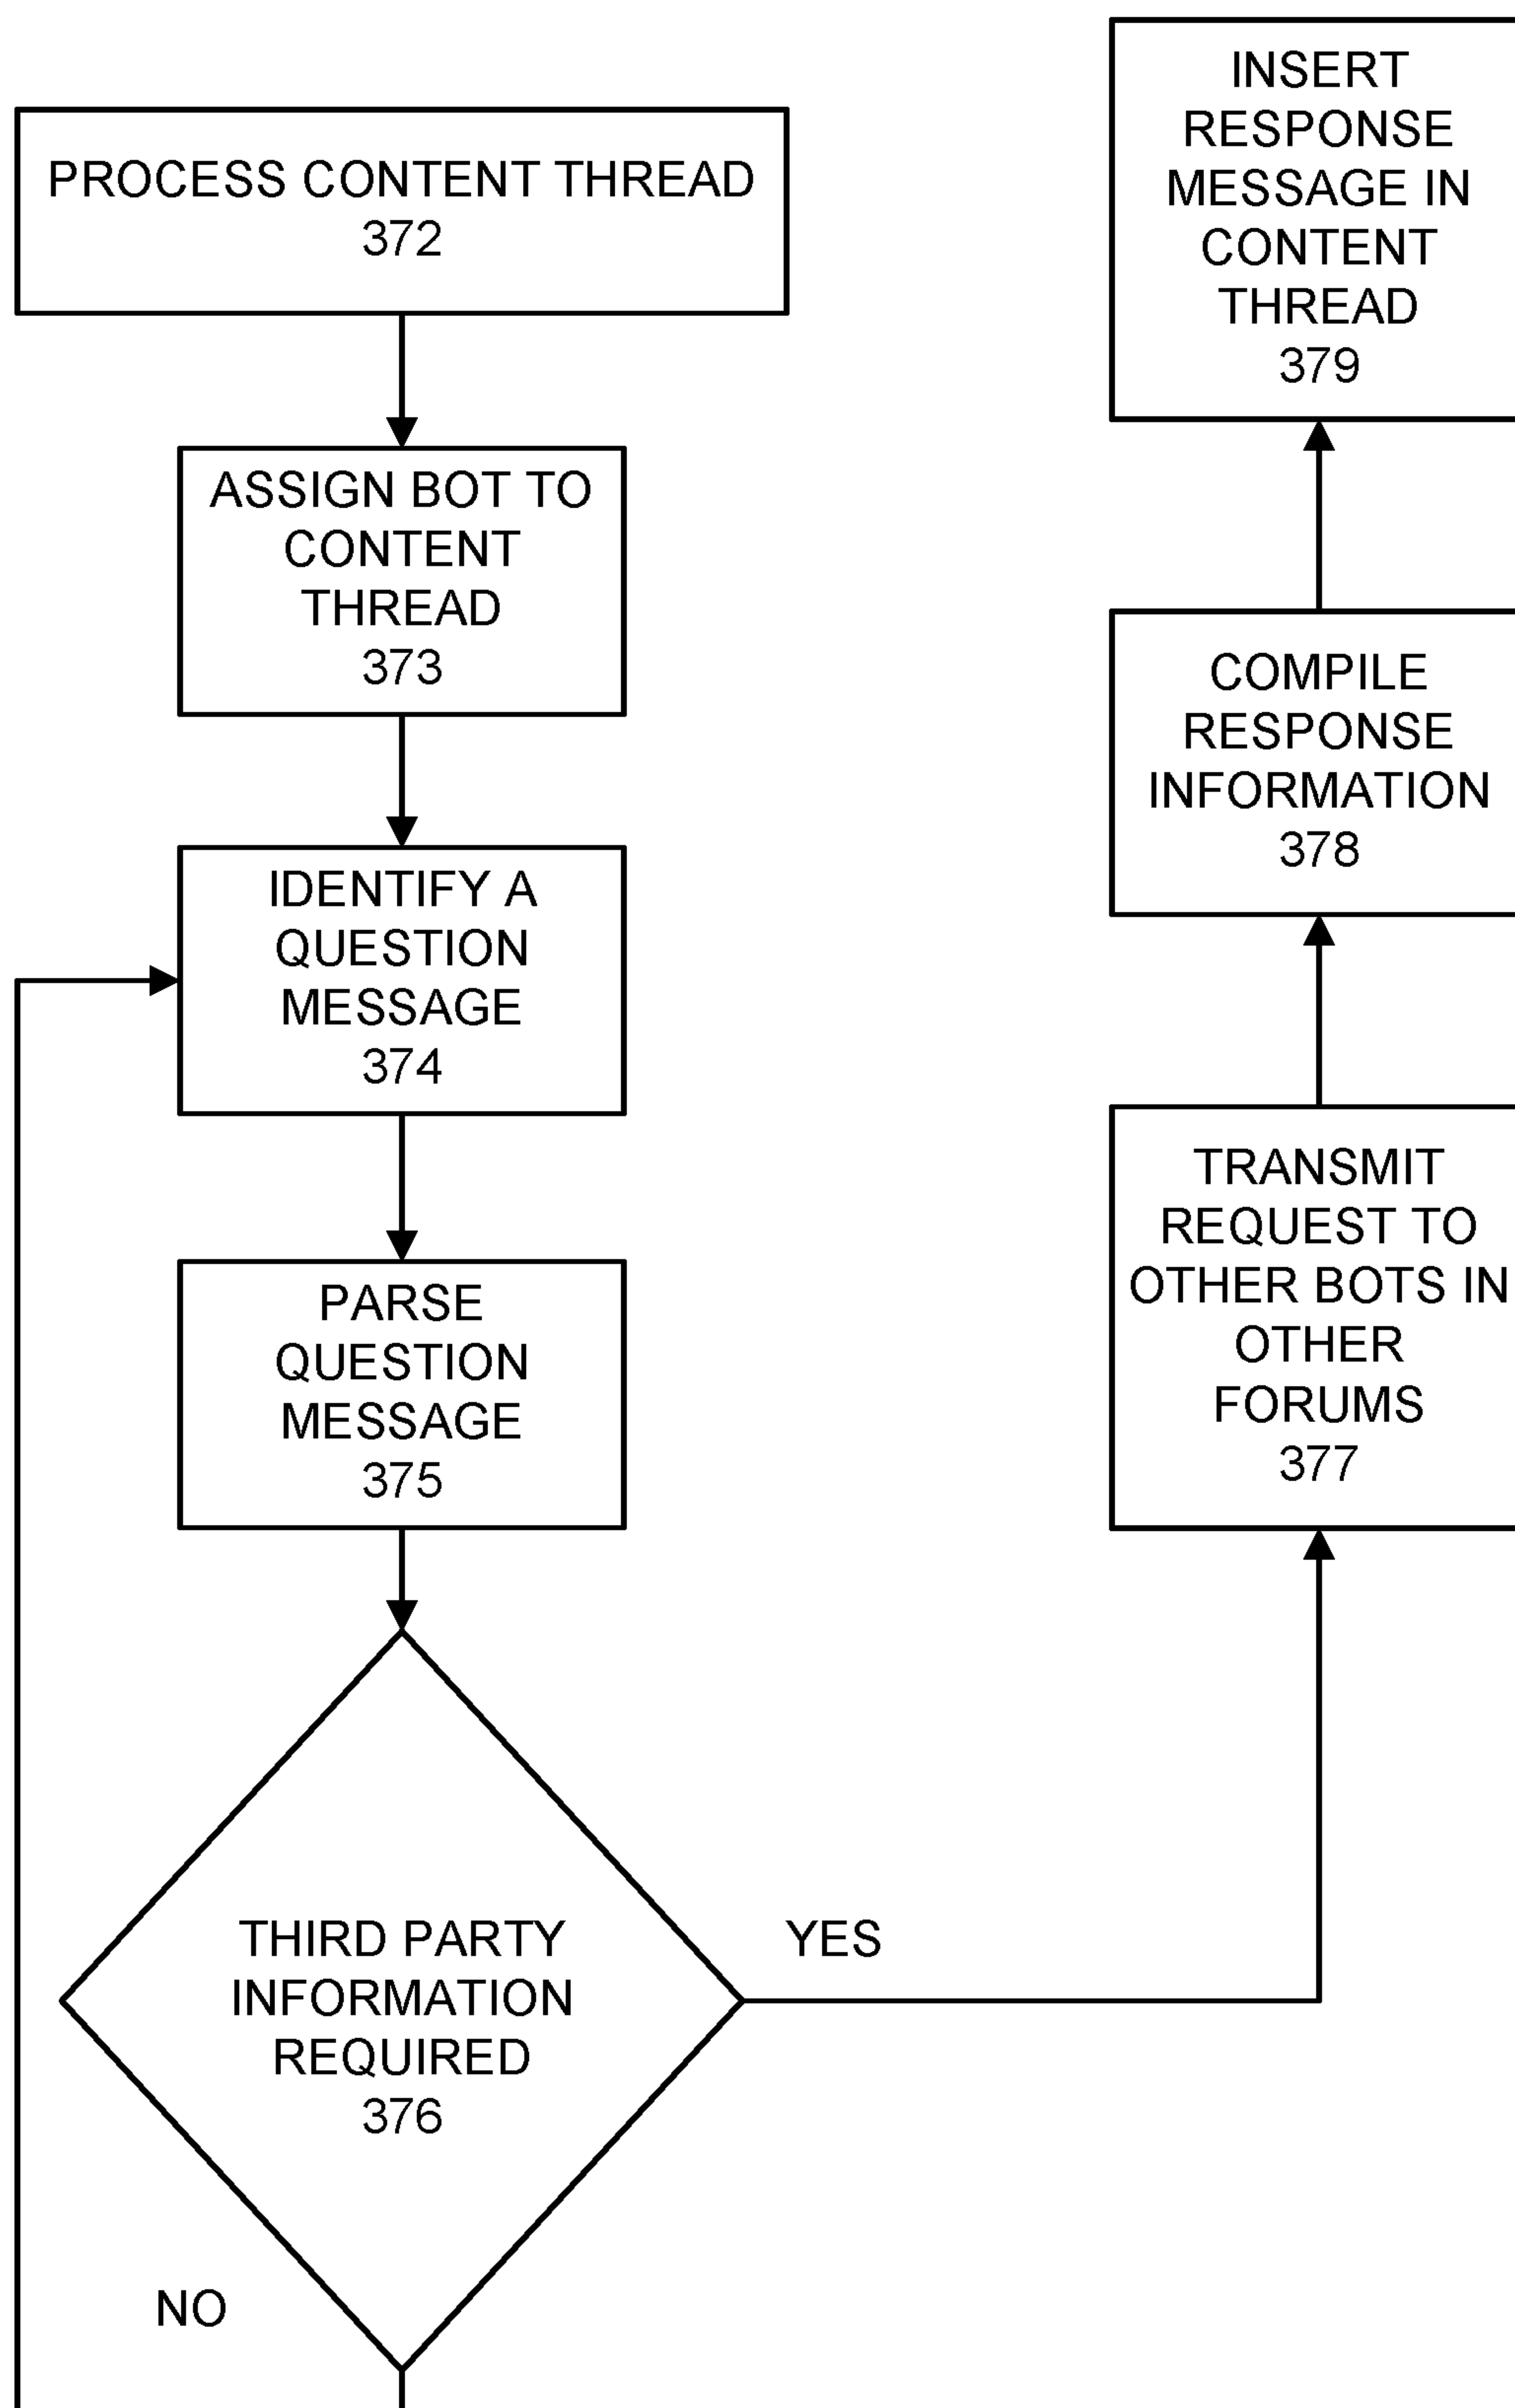 PROCESS CONTENT THREAD
372
ASSIGN BOT TO
CONTENT
THREAD
373
IDENTIFY A
QUESTION
MESSAGE
374
PARSE
QUESTION
MESSAGE
375
THIRD PARTY
INFORMATION
REQUIRED
376
NO
YES
TRANSMIT
REQUEST TO
OTHER BOTS IN
OTHER
FORUMS
377
COMPILE
RESPONSE
INFORMATION
378
INSERT
RESPONSE
MESSAGE IN
CONTENT
THREAD
379